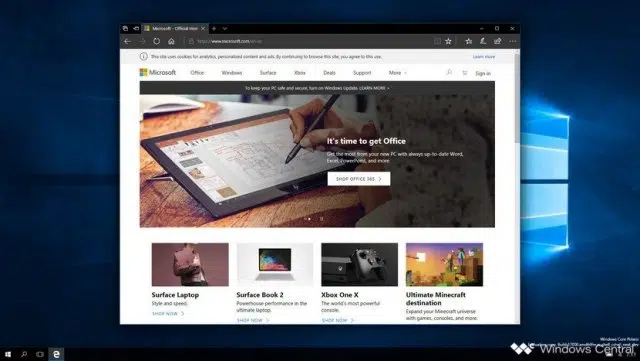 Microsoft - Official Hom
https://www.microsoft.com/en-us
This site uses cookies for analytics, personalized content and ads. By continuing to browse this site, you agree to this use.
Learn more
Microsoft Office Windows Surface Xbox Deals Support More Sign in
To keep your PC safe and secure, turn on Windows Update. LEARN MORE >
It's time to get Office
Get the most from your new PC with always up-to-date Word,
Excel, PowerPoint, and more
SHOP OFFICE 365 >
Surface Laptop
Style and speed.
SHOP NOW >
Surface Book 2
Powerhouse performance in the
ultimate laptop.
SHOP NOW >
Xbox One X
The world's most powerful
console.
SHOP NOW >
Ultimate Minecraft
destination
Expand your Minecraft universe
with games, consoles, and more.
Windows Core Polaris
Windows Central